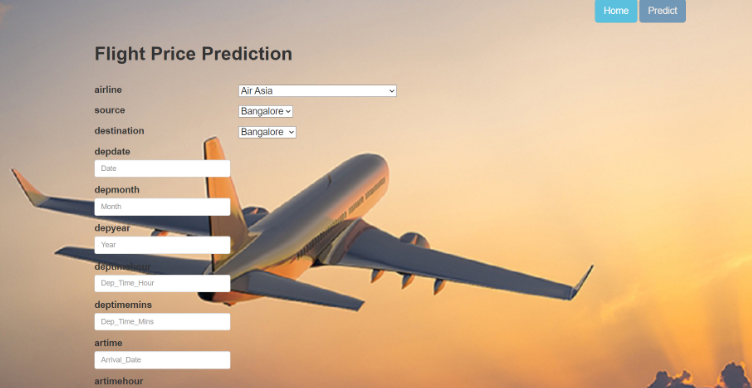 Home Predict
Flight Price Prediction
airline Air Asia
source Bangalore
destination Bangalore
depdate
Date
depmonth
Month
depyear
Year
deptimehour
Dep_Time_Hour
deptimemins
Dep_Time_Mins
artime
Arrival_Date
artimehour